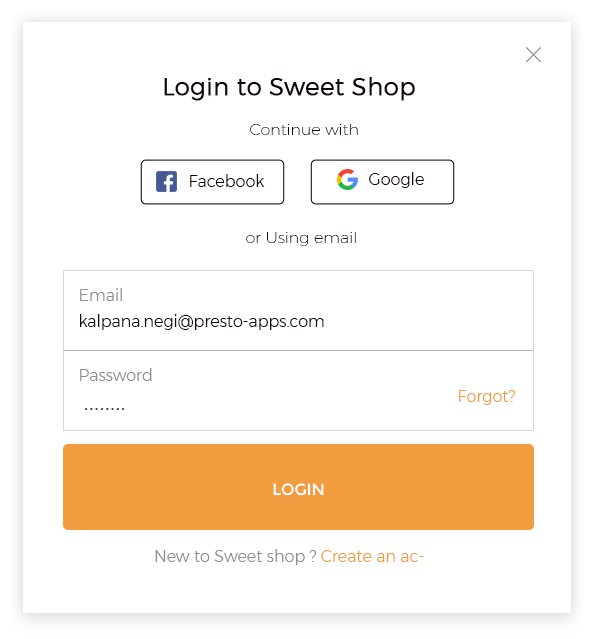 Login to Sweet Shop
Continue with
Facebook Google
or Using email
Email
kalpana.negi@presto-apps.com
Password
........
Forgot?
LOGIN
New to Sweet shop ? Create an ac-